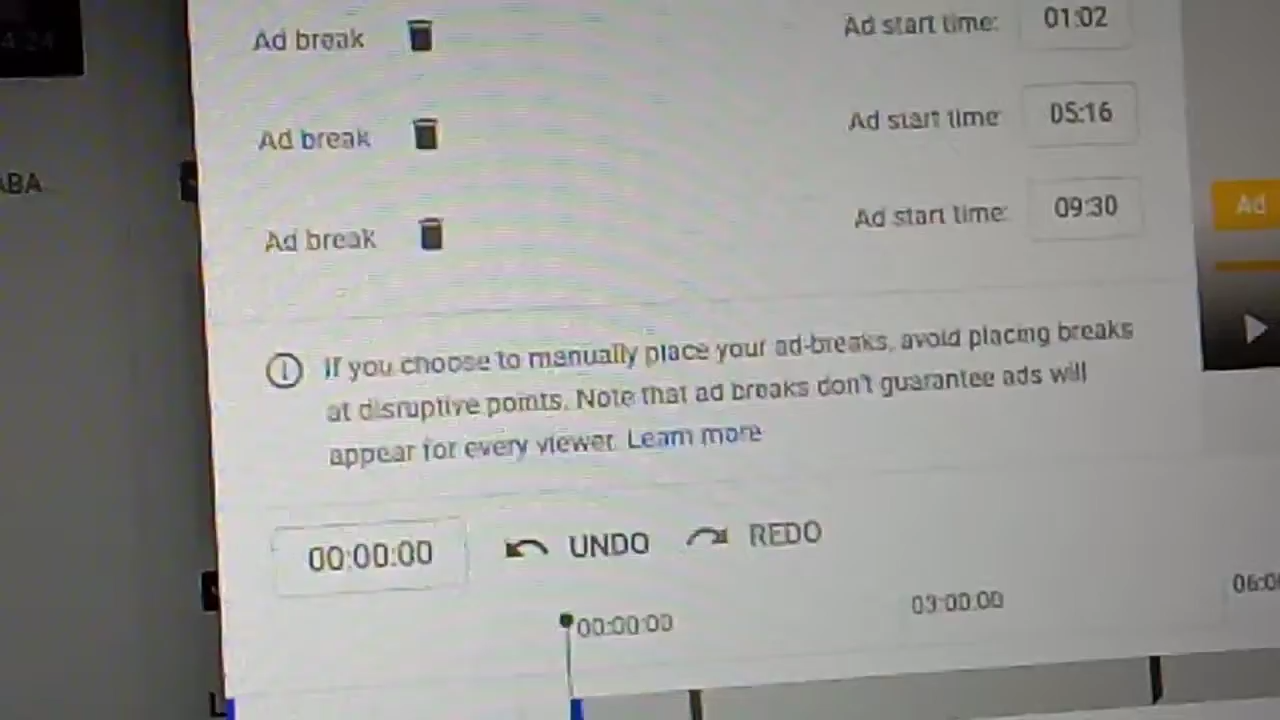 4:24
Ad break
Ad start time: 01:02
Ad break
Ad start time: 05:16
ABA
Ad break
Ad start time: 09:30
Ad
If you choose to manually place your ad-breaks, avoid placing breaks
at disruptive points. Note that ad breaks don't guarantee ads will
appear for every viewer. Learn more
00:00:00
UNDO
REDO
00:00:00
03:00:00